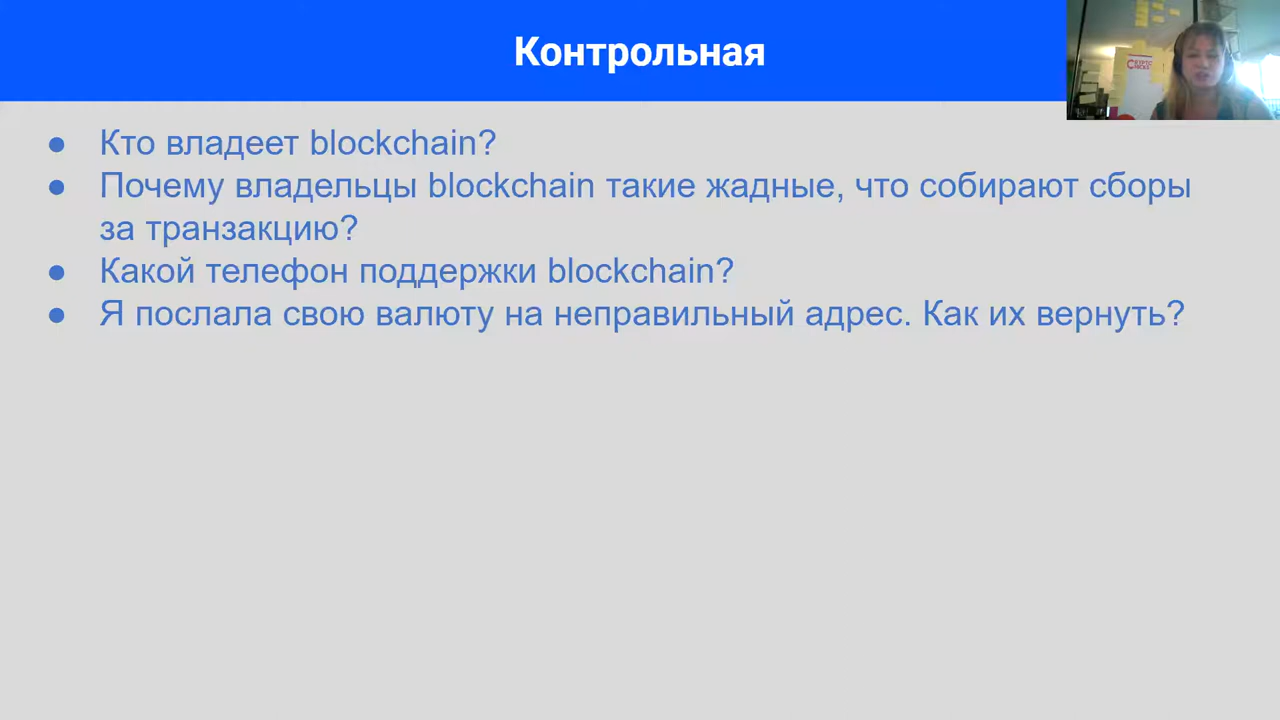 Контрольная
● Кто владеет blockchain?
● Почему владельцы blockchain такие жадные, что собирают сборы
за транзакцию?
● Какой телефон поддержки blockchain?
● Я послала свою валюту на неправильный адрес. Как их вернуть?